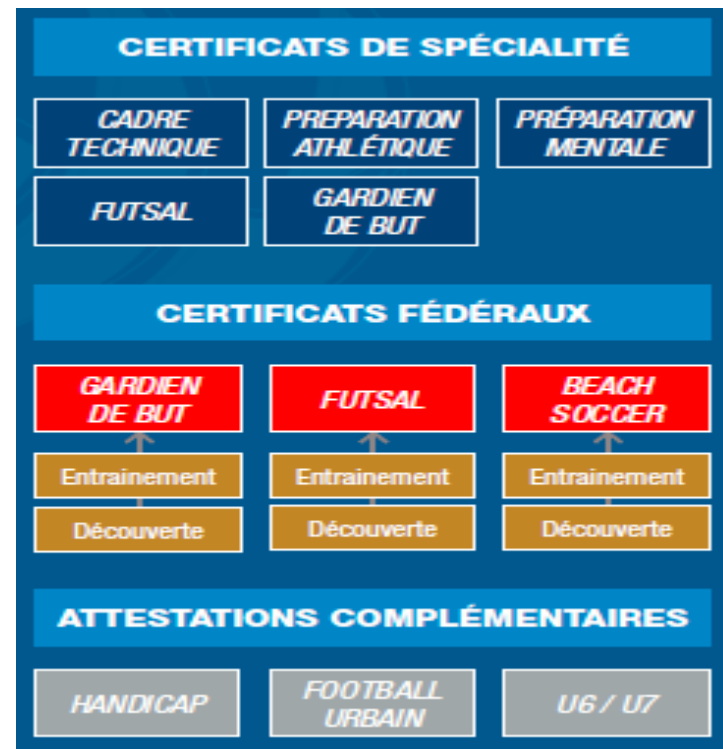 CERTIFICATS DE SPÉCIALITÉ
CADRE
TECHNIQUE
PREPARATION
ATHLÉTIQUE
PRÉPARATION
MENTALE
FUTSAL
GARDIEN
DE BUT
CERTIFICATS FÉDÉRAUX
GARDIEN
DE BUT
FUTSAL
BEACH
SOCCER
Entrainement
Entrainement
Entrainement
Découverte
Découverte
Découverte
ATTESTATIONS COMPLÉMENTAIRES
HANDICAP
FOOTBALL
URBAIN
U6 / U7